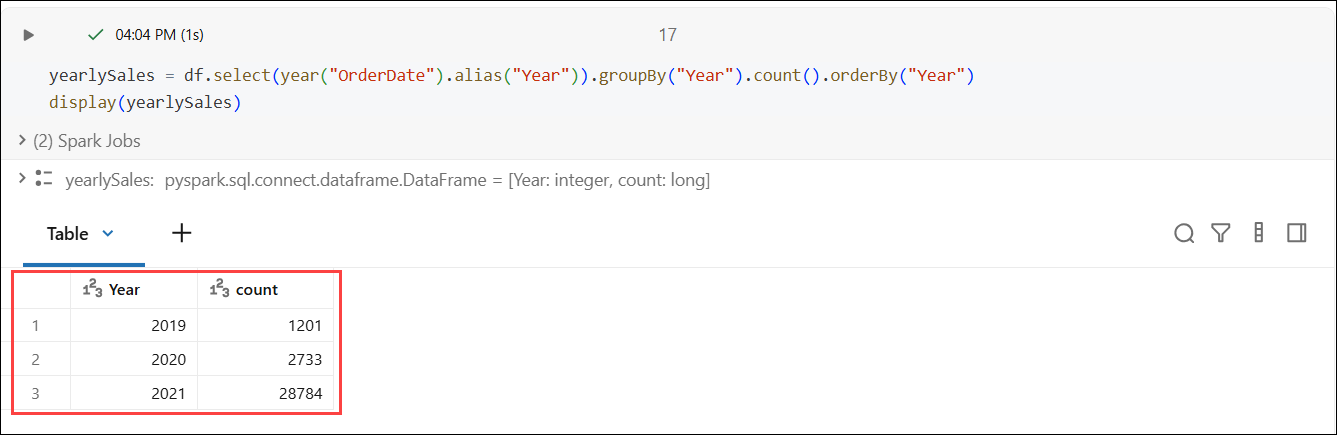 04:04 PM (1s)
17
yearlySales = df.select(year("OrderDate").alias("Year")).groupBy("Year").count().orderBy("Year")
display(yearlySales)
(2) Spark Jobs
yearlySales: pyspark.sql.connect.dataframe.DataFrame = [Year: integer, count: long]
Table
123 Year 123 count
1 2019 1201
2 2020 2733
3 2021 28784